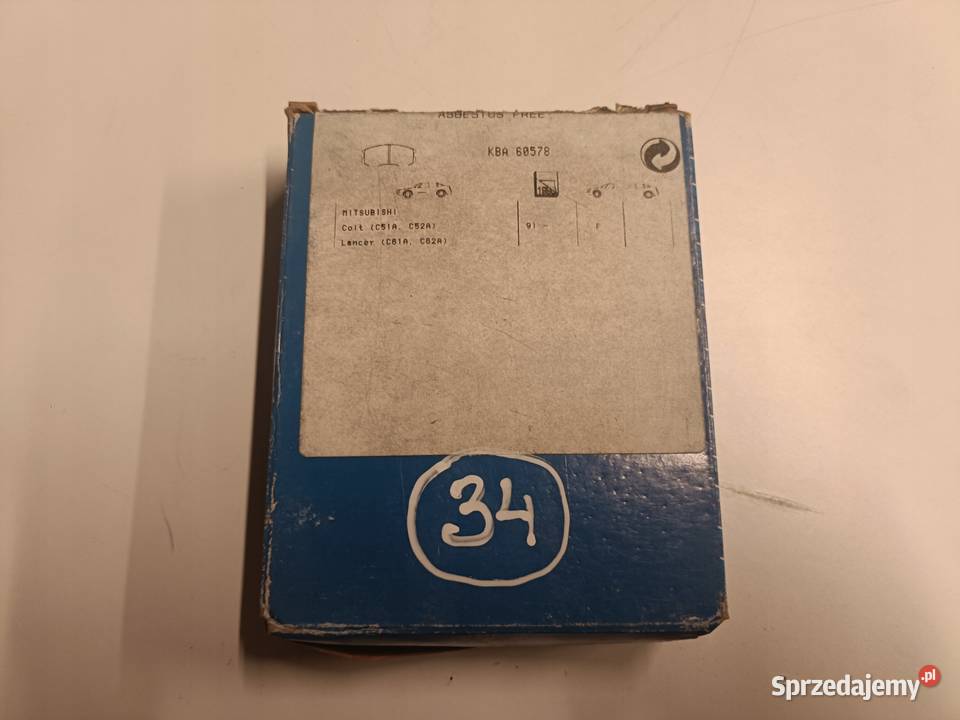 ASBESTOS FREE
KBA 60578
MITSUBISHI
Colt (C51A, C52A)
91 -
F
Lancer (C61A, C62A)
34
Sprzedajemy.pl